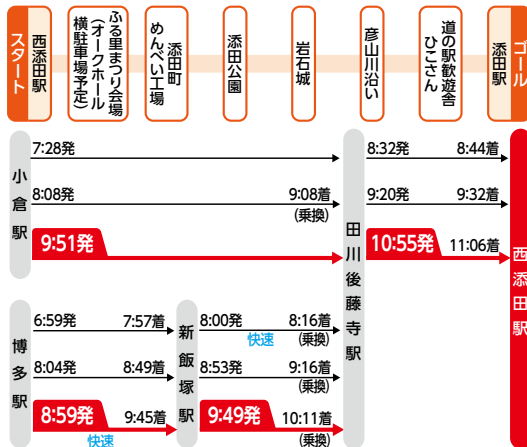 スタート
西添田駅
ふる里まつり会場
(オークホール
横駐車場予定)
添田町
めんべい工場
添田公園
岩石城
彦山川沿い
道の駅歓遊舎
ひこさん
添田駅
ゴール
小倉駅
7:28発
8:32発
8:44着
8:08発
9:08着
(乗換)
9:20発
9:32着
9:51発
10:55発
11:06着
田川後藤寺駅
西添田駅
博多駅
6:59発
7:57着
新飯塚駅
8:00発
8:16着
快速
(乗換)
8:04発
8:49着
8:53発
9:16着
(乗換)
8:59発
9:45着
快速
9:49発
10:11着
(乗換)